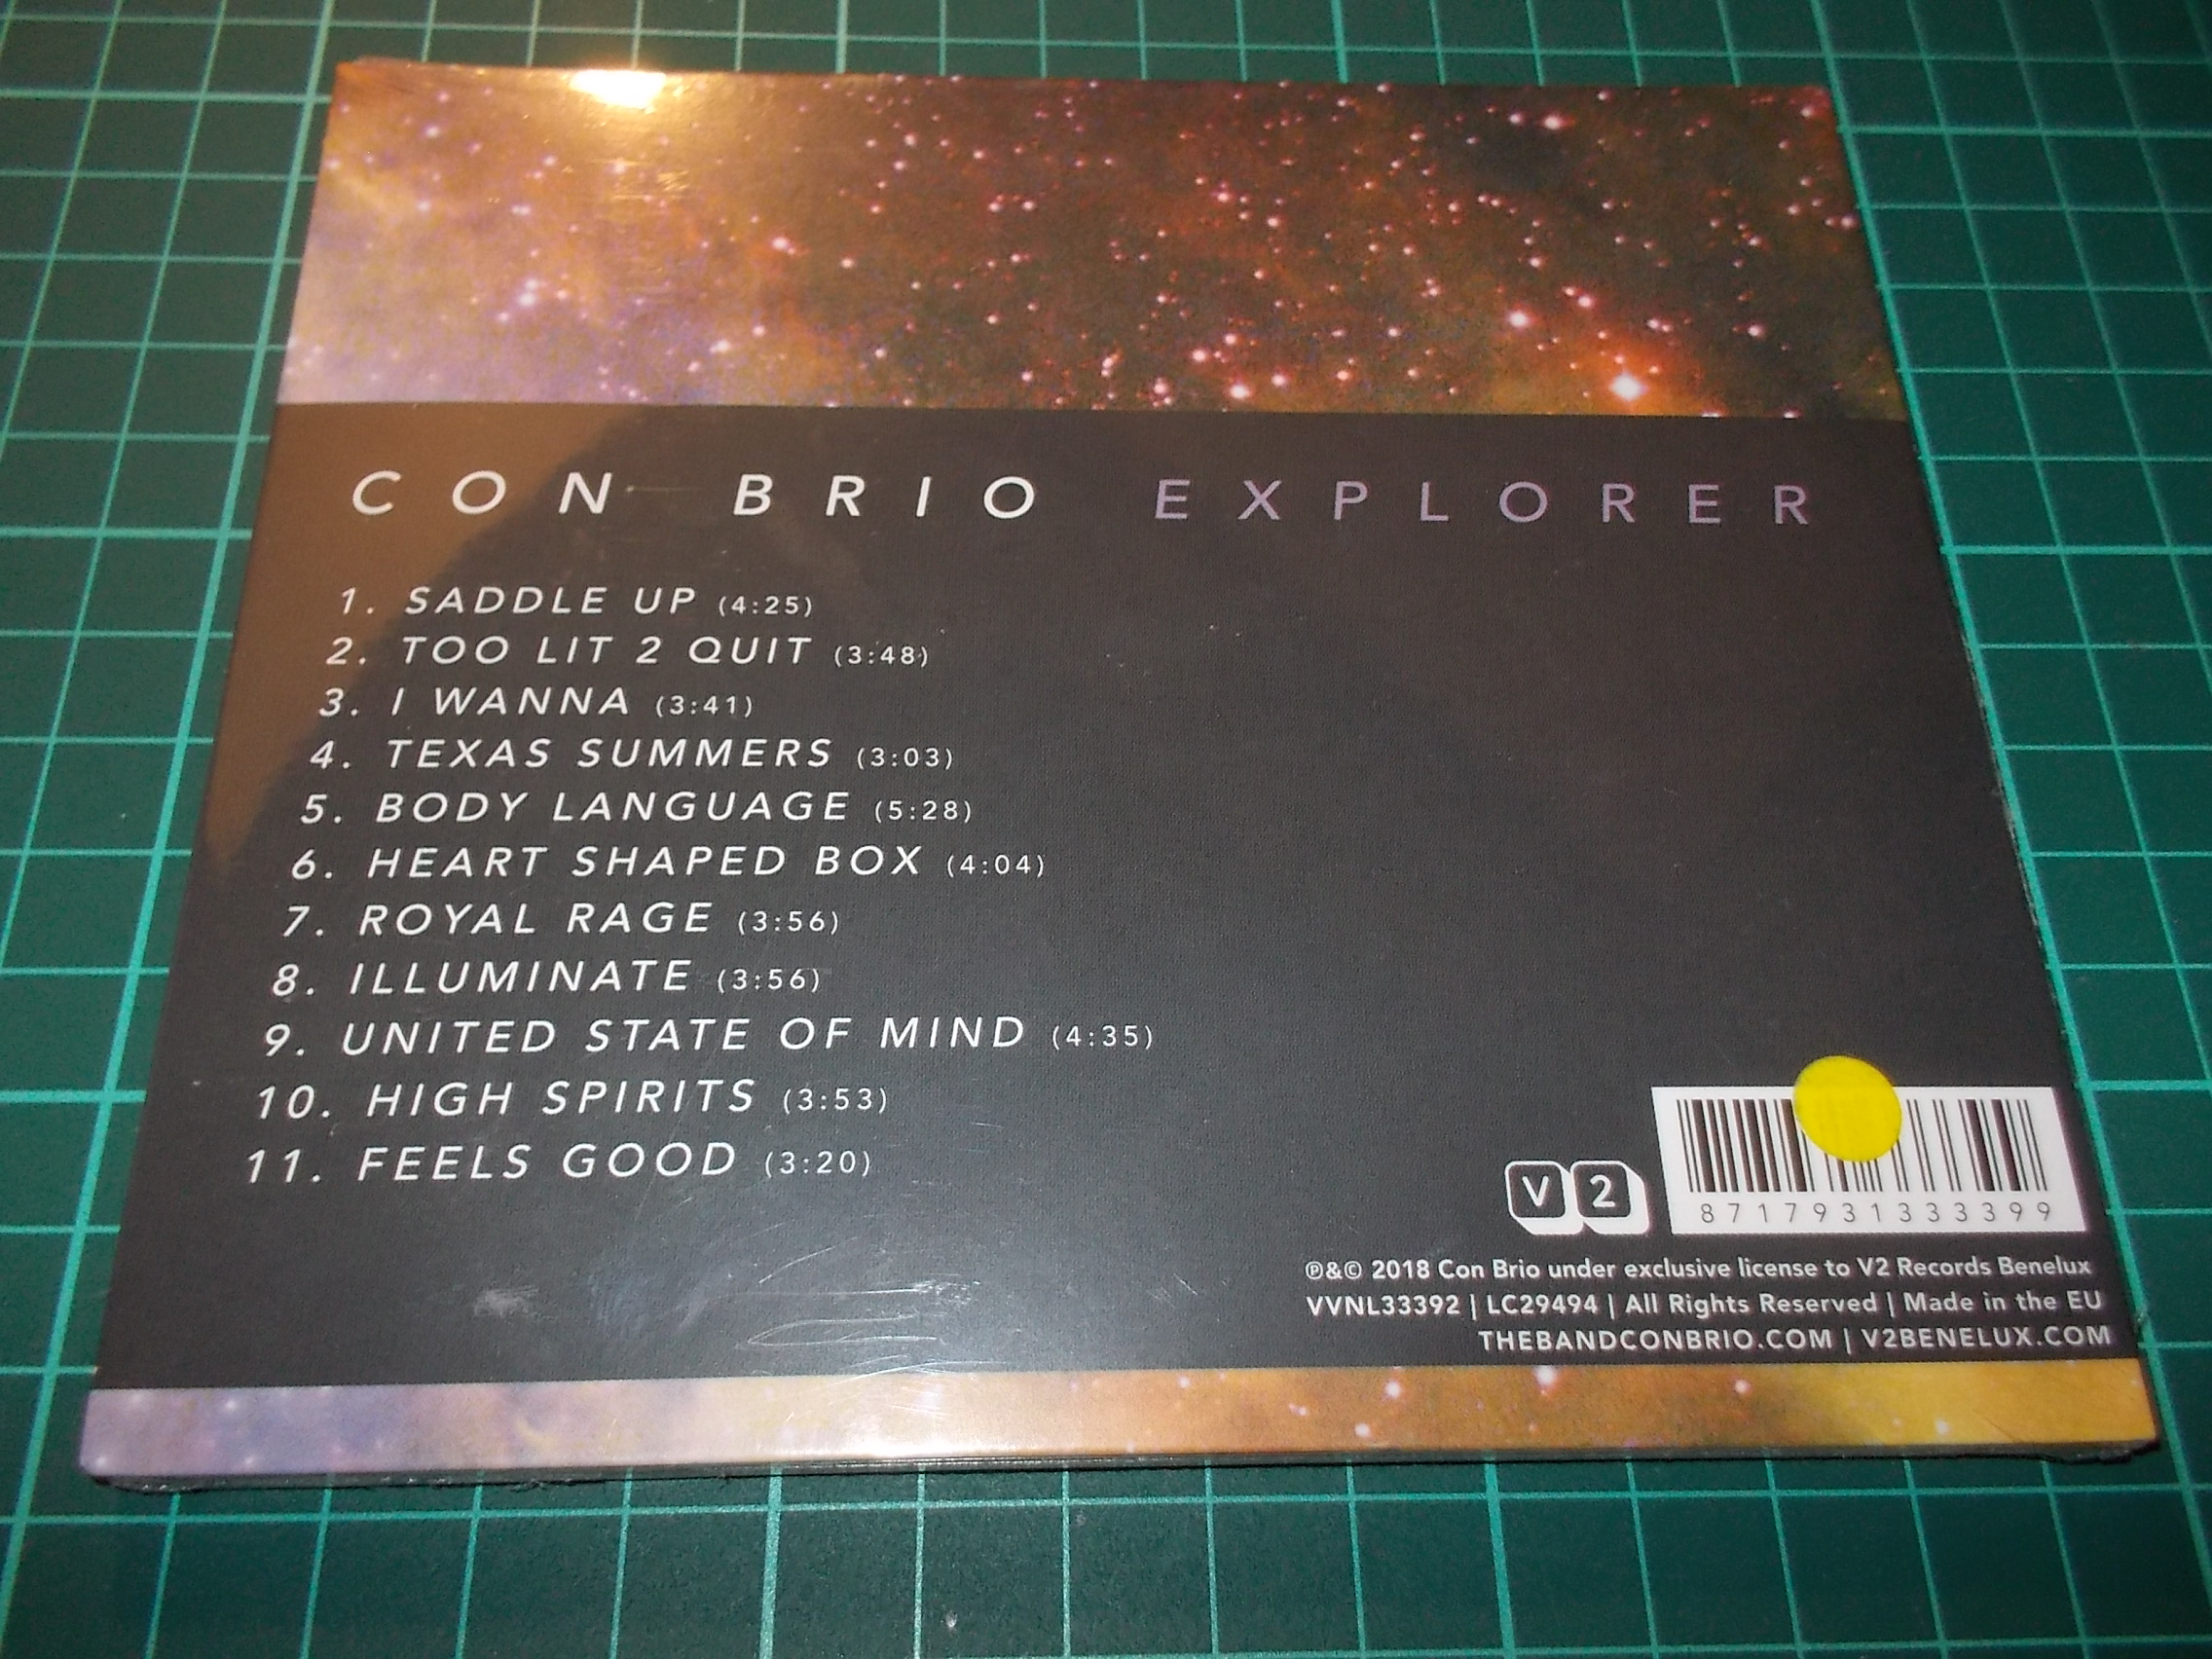 CON BRIO EXPLORER
1. SADDLE UP (4:25)
2. TOO LIT 2 QUIT (3:48)
3. I WANNA (3:41)
4. TEXAS SUMMERS (3:03)
5. BODY LANGUAGE (5:28)
6. HEART SHAPED BOX (4:04)
7. ROYAL RAGE (3:56)
8. ILLUMINATE (3:56)
9. UNITED STATE OF MIND (4:35)
10. HIGH SPIRITS (3:53)
11. FEELS GOOD (3:20)
V2
8717931333399
℗&© 2018 Con Brio under exclusive license to V2 Records Benelux
VVNL33392 | LC29494 | All Rights Reserved | Made in the EU
THEBANDCONBRIO.COM | V2BENELUX.COM